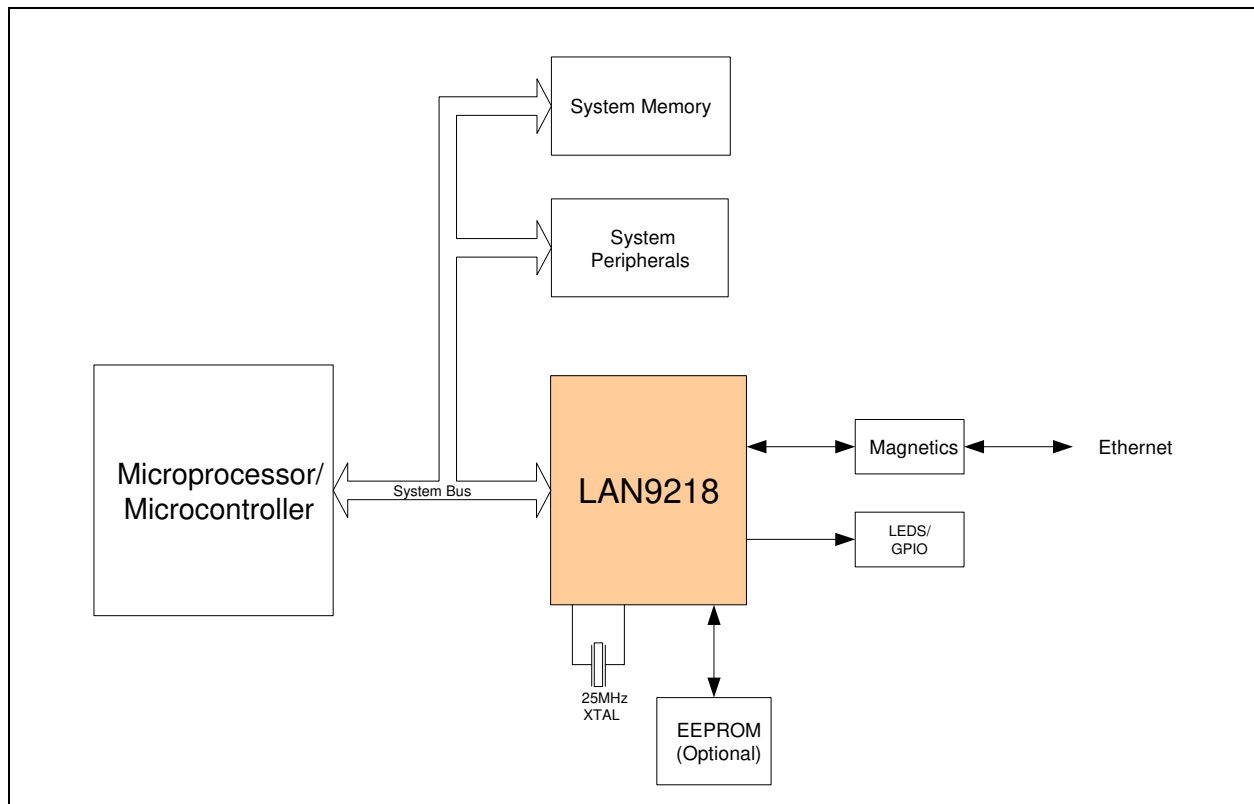 System Memory
System
Peripherals
Microprocessor/
Microcontroller
System Bus
LAN9218
Magnetics
Ethernet
LEDS/
GPIO
25MHz
XTAL
EEPROM
(Optional)